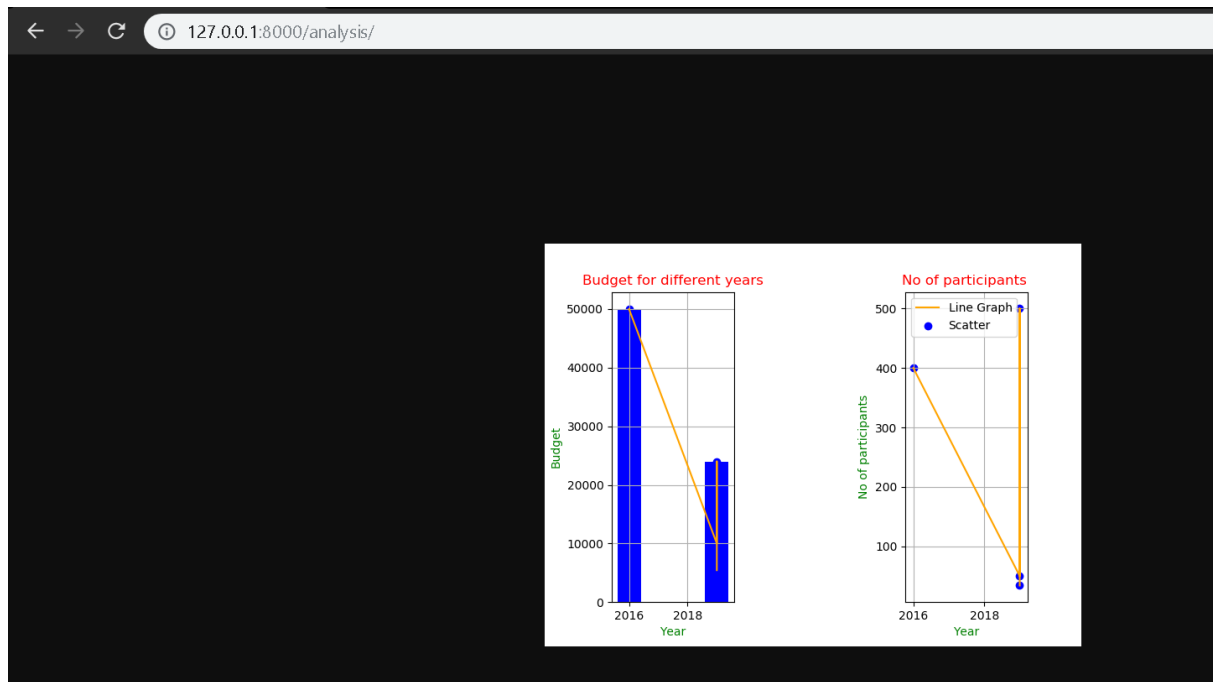 127.0.0.1:8000/analysis/
Budget for different years
50000
40000
30000
20000
10000
0
Budget
2016 2018
Year
No of participants
Line Graph
Scatter
500
400
300
200
100
No of participants
2016 2018
Year